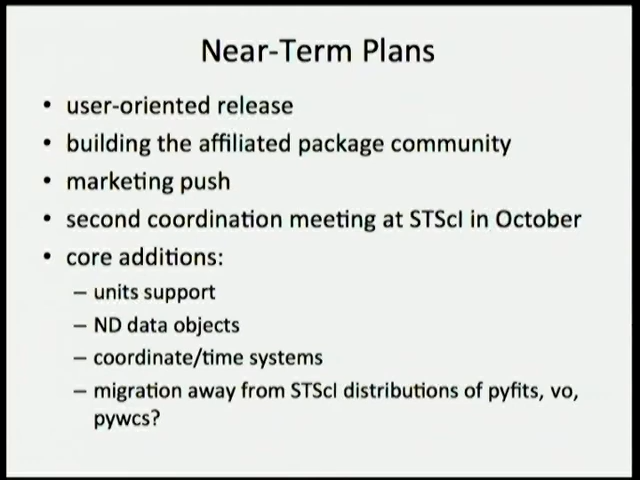 Near-Term Plans
• user-oriented release
• building the affiliated package community
• marketing push
• second coordination meeting at STScI in October
• core additions:
– units support
– ND data objects
– coordinate/time systems
– migration away from STScI distributions of pyfits, vo,
pywcs?